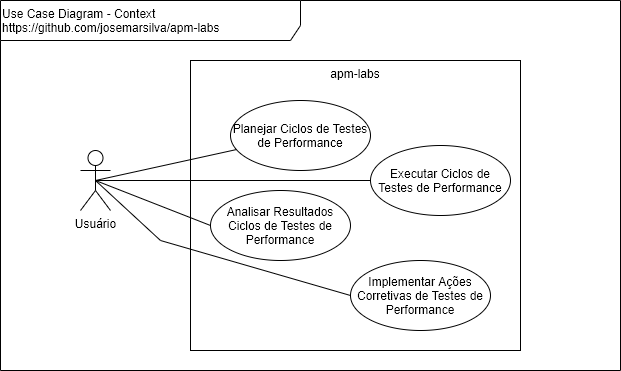 Use Case Diagram - Context
https://github.com/josemarsilva/apm-labs
apm-labs
Planejar Ciclos de Testes
de Performance
Executar Ciclos de
Testes de Performance
Usuário
Analisar Resultados
Ciclos de Testes de
Performance
Implementar Ações
Corretivas de Testes de
Performance